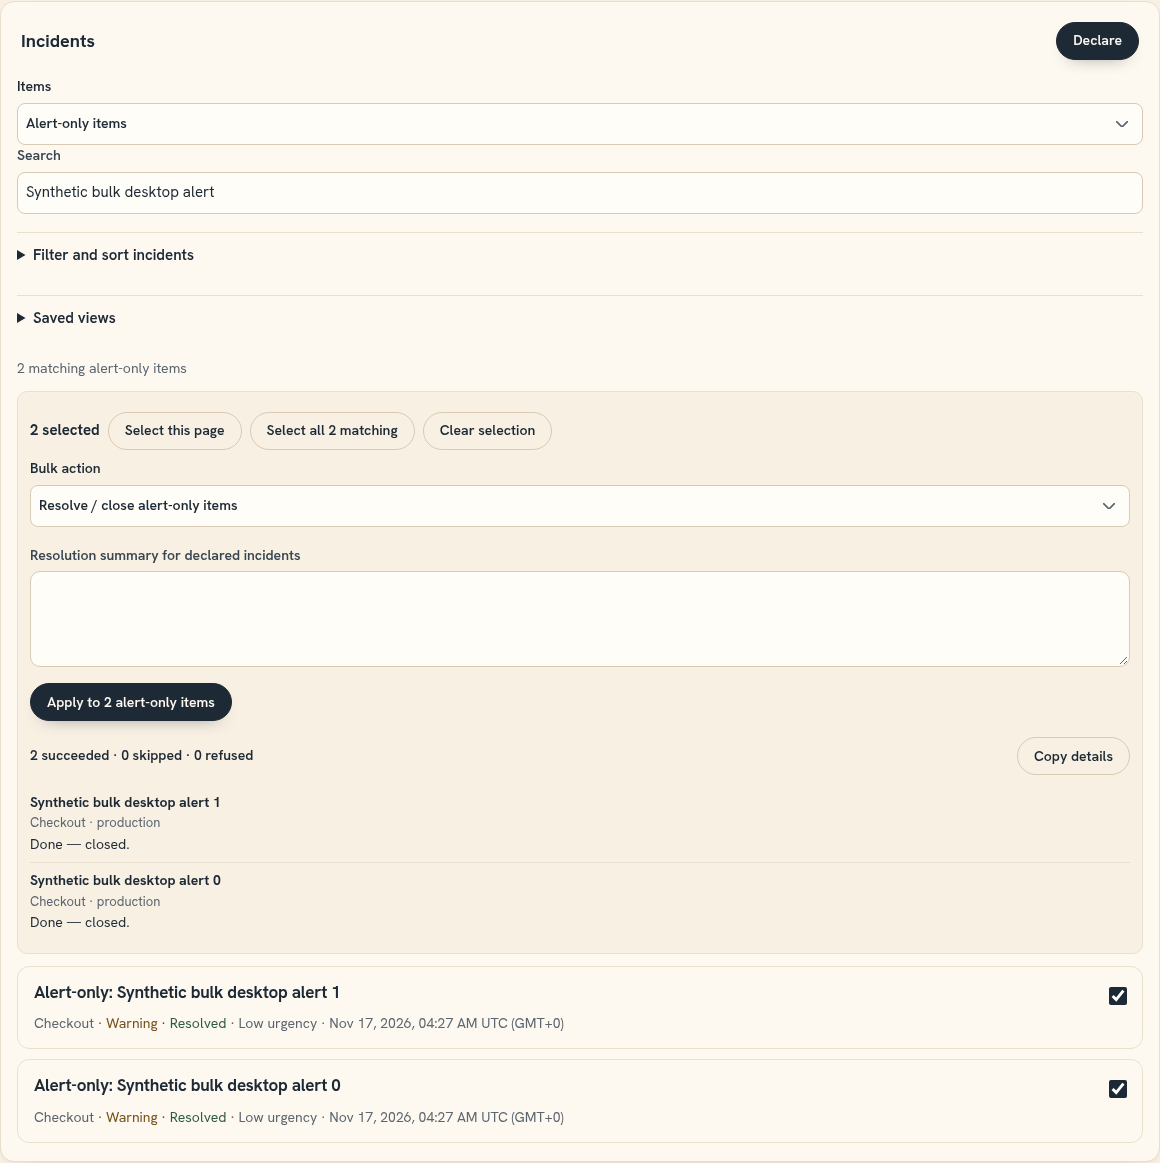 Incidents
Declare
Items
Alert-only items
Search
Synthetic bulk desktop alert
Filter and sort incidents
Saved views
2 matching alert-only items
2 selected
Select this page
Select all 2 matching
Clear selection
Bulk action
Resolve / close alert-only items
Resolution summary for declared incidents
Apply to 2 alert-only items
2 succeeded · 0 skipped · 0 refused
Copy details
Synthetic bulk desktop alert 1
Checkout · production
Done — closed.
Synthetic bulk desktop alert 0
Checkout · production
Done — closed.
Alert-only: Synthetic bulk desktop alert 1
Checkout · Warning · Resolved · Low urgency · Nov 17, 2026, 04:27 AM UTC (GMT+0)
Alert-only: Synthetic bulk desktop alert 0
Checkout · Warning · Resolved · Low urgency · Nov 17, 2026, 04:27 AM UTC (GMT+0)